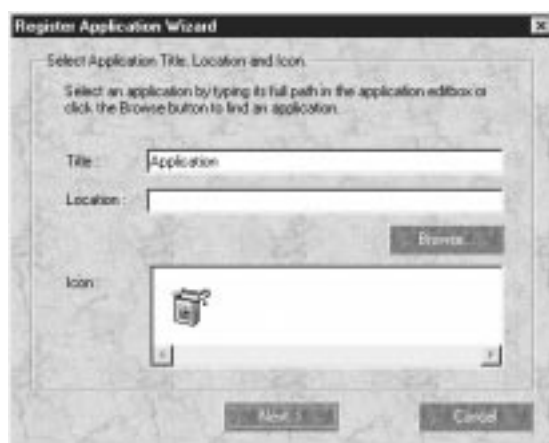 Register Application Wizard
Select Application Title, Location and Icon.
Select an application by typing its full path in the application editbox or
click the Browse button to find an application.
Title :
Application
Location :
Browse...
Icon
Next >
Cancel